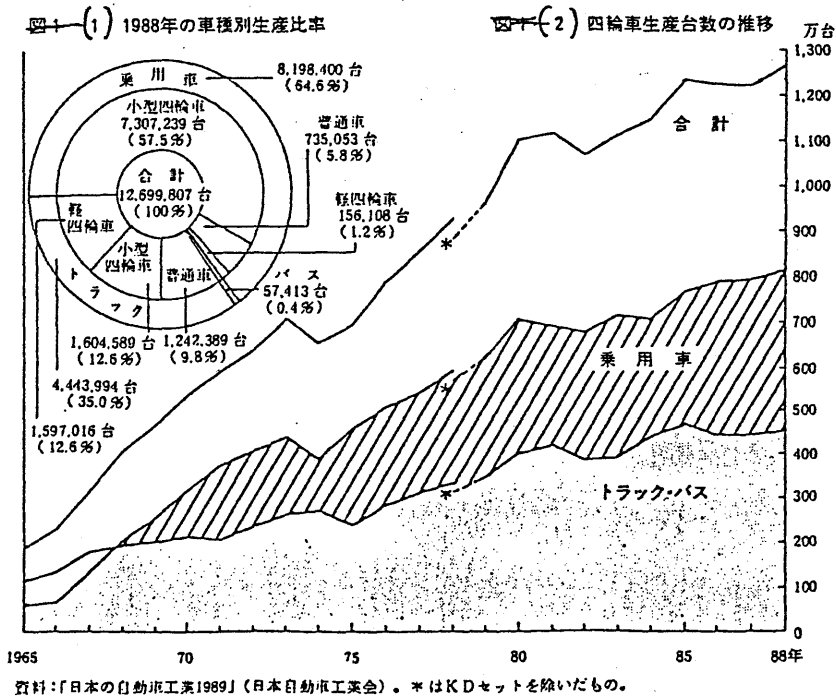 図1 (1) 1988年の車種別生産比率
図1 (2) 四輪車生産台数の推移
万台
乗用車
8,198,400 台
(64.6%)
小型四輪車
7,307,239 台
(57.5%)
普通車
735,053 台
(5.8%)
合計
12,699,807 台
(100%)
軽四輪車
156,108 台
(1.2%)
軽
四輪車
小型
四輪車
普通車
バス
57,413 台
(0.4%)
トラック
1,604,589 台
(12.6%)
1,242,389 台
(9.8%)
4,443,994 台
(35.0%)
1,597,016 台
(12.6%)
合計
乗用車
トラック・バス
*
*
*
1,300
1,200
1,100
1,000
900
800
700
600
500
400
300
200
100
0
1965
70
75
80
85
88年
資料:「日本の自動車工業1989」(日本自動車工業会)。*はKDセットを除いだもの。